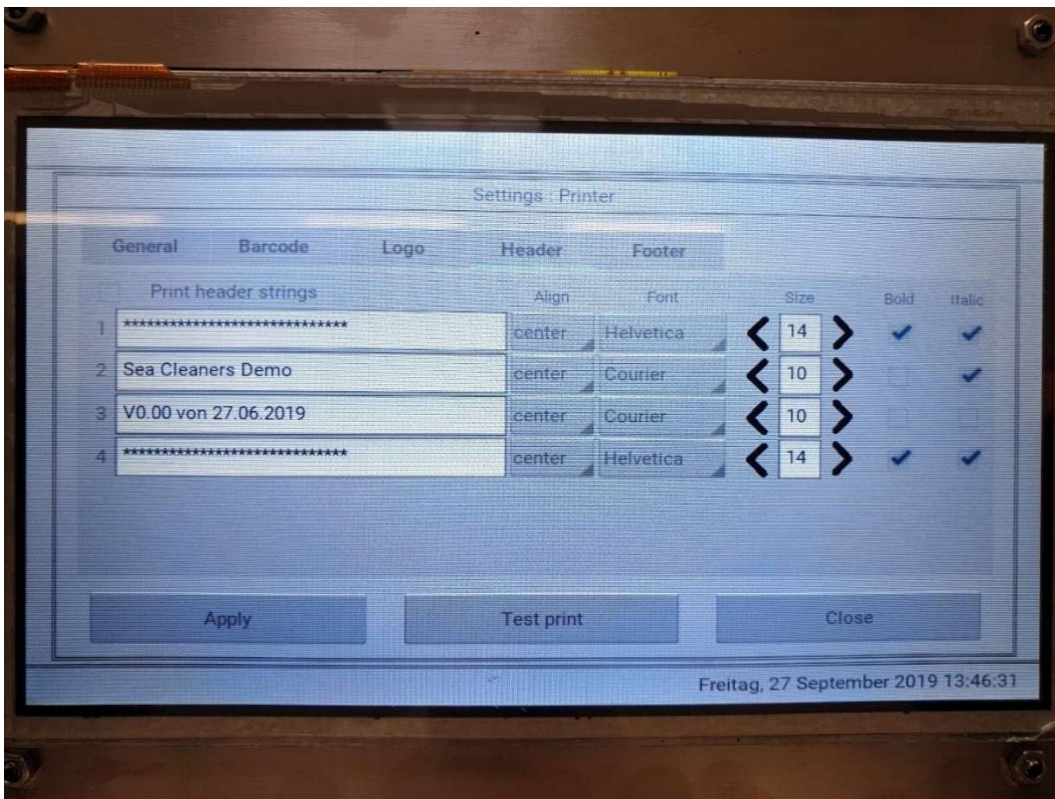 Settings : Printer
General Barcode Logo Header Footer
Print header strings Align Font Size Bold Italic
1 ***************************** center Helvetica 14
2 Sea Cleaners Demo center Courier 10
3 V0.00 von 27.06.2019 center Courier 10
4 ***************************** center Helvetica 14
Apply Test print Close
Freitag, 27 September 2019 13:46:31